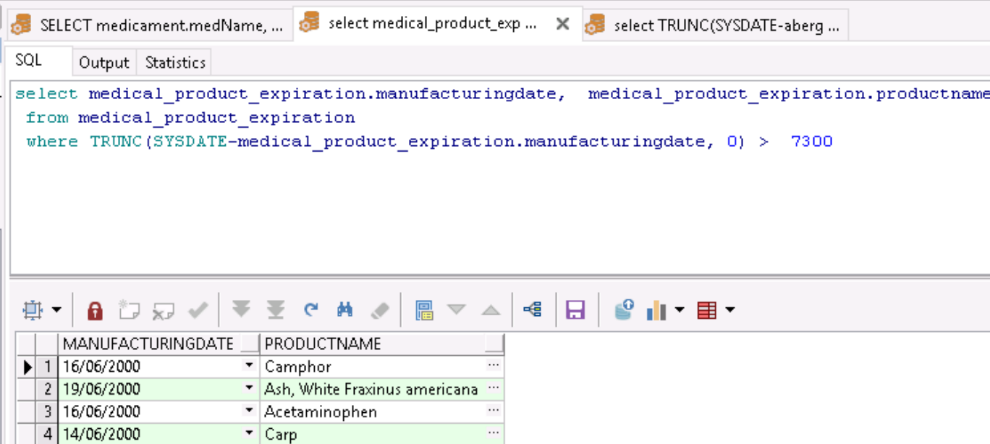 SELECT medicament.medName, ... select medical_product_exp ... select TRUNC(SYSDATE-aberg ...
SQL Output Statistics
select medical_product_expiration.manufacturingdate, medical_product_expiration.productname
from medical_product_expiration
where TRUNC(SYSDATE-medical_product_expiration.manufacturingdate, 0) > 7300
MANUFACTURINGDATE PRODUCTNAME
1 16/06/2000 Camphor ...
2 19/06/2000 Ash, White Fraxinus americana ...
3 16/06/2000 Acetaminophen ...
4 14/06/2000 Carp ...